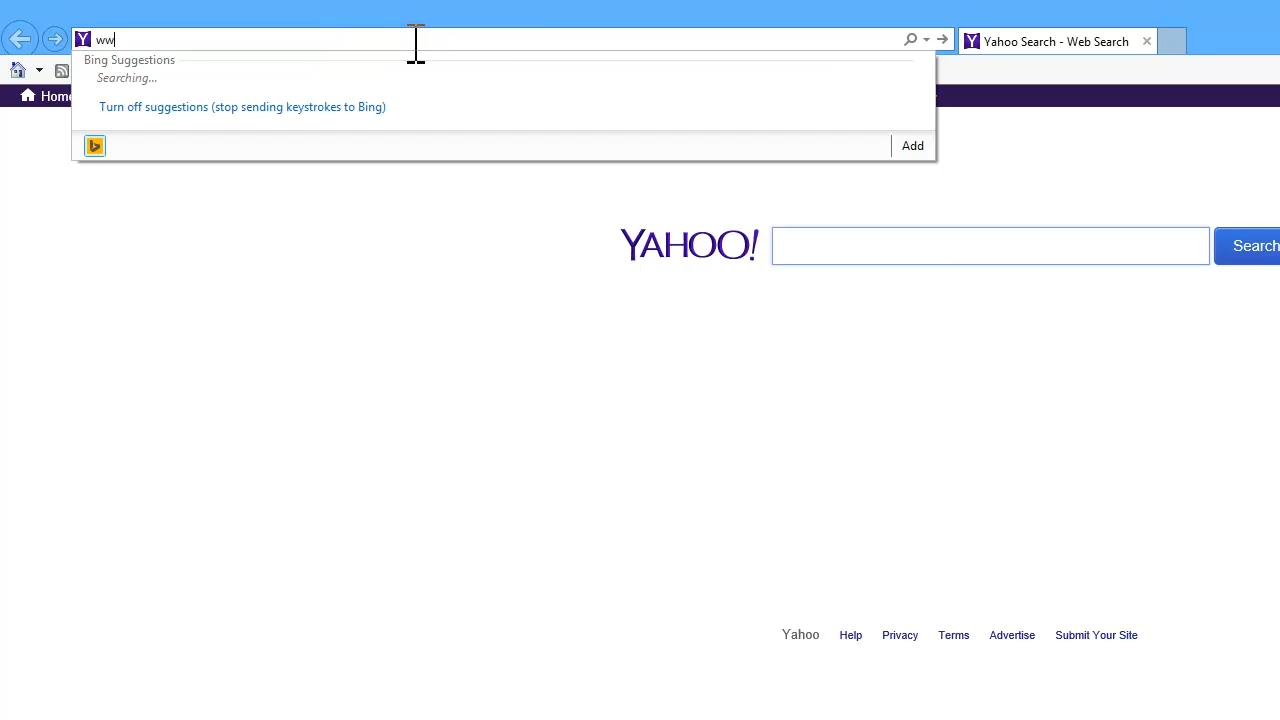 ww
Yahoo Search - Web Search
Bing Suggestions
Searching...
Turn off suggestions (stop sending keystrokes to Bing)
Add
Home
YAHOO!
Search
Yahoo Help Privacy Terms Advertise Submit Your Site